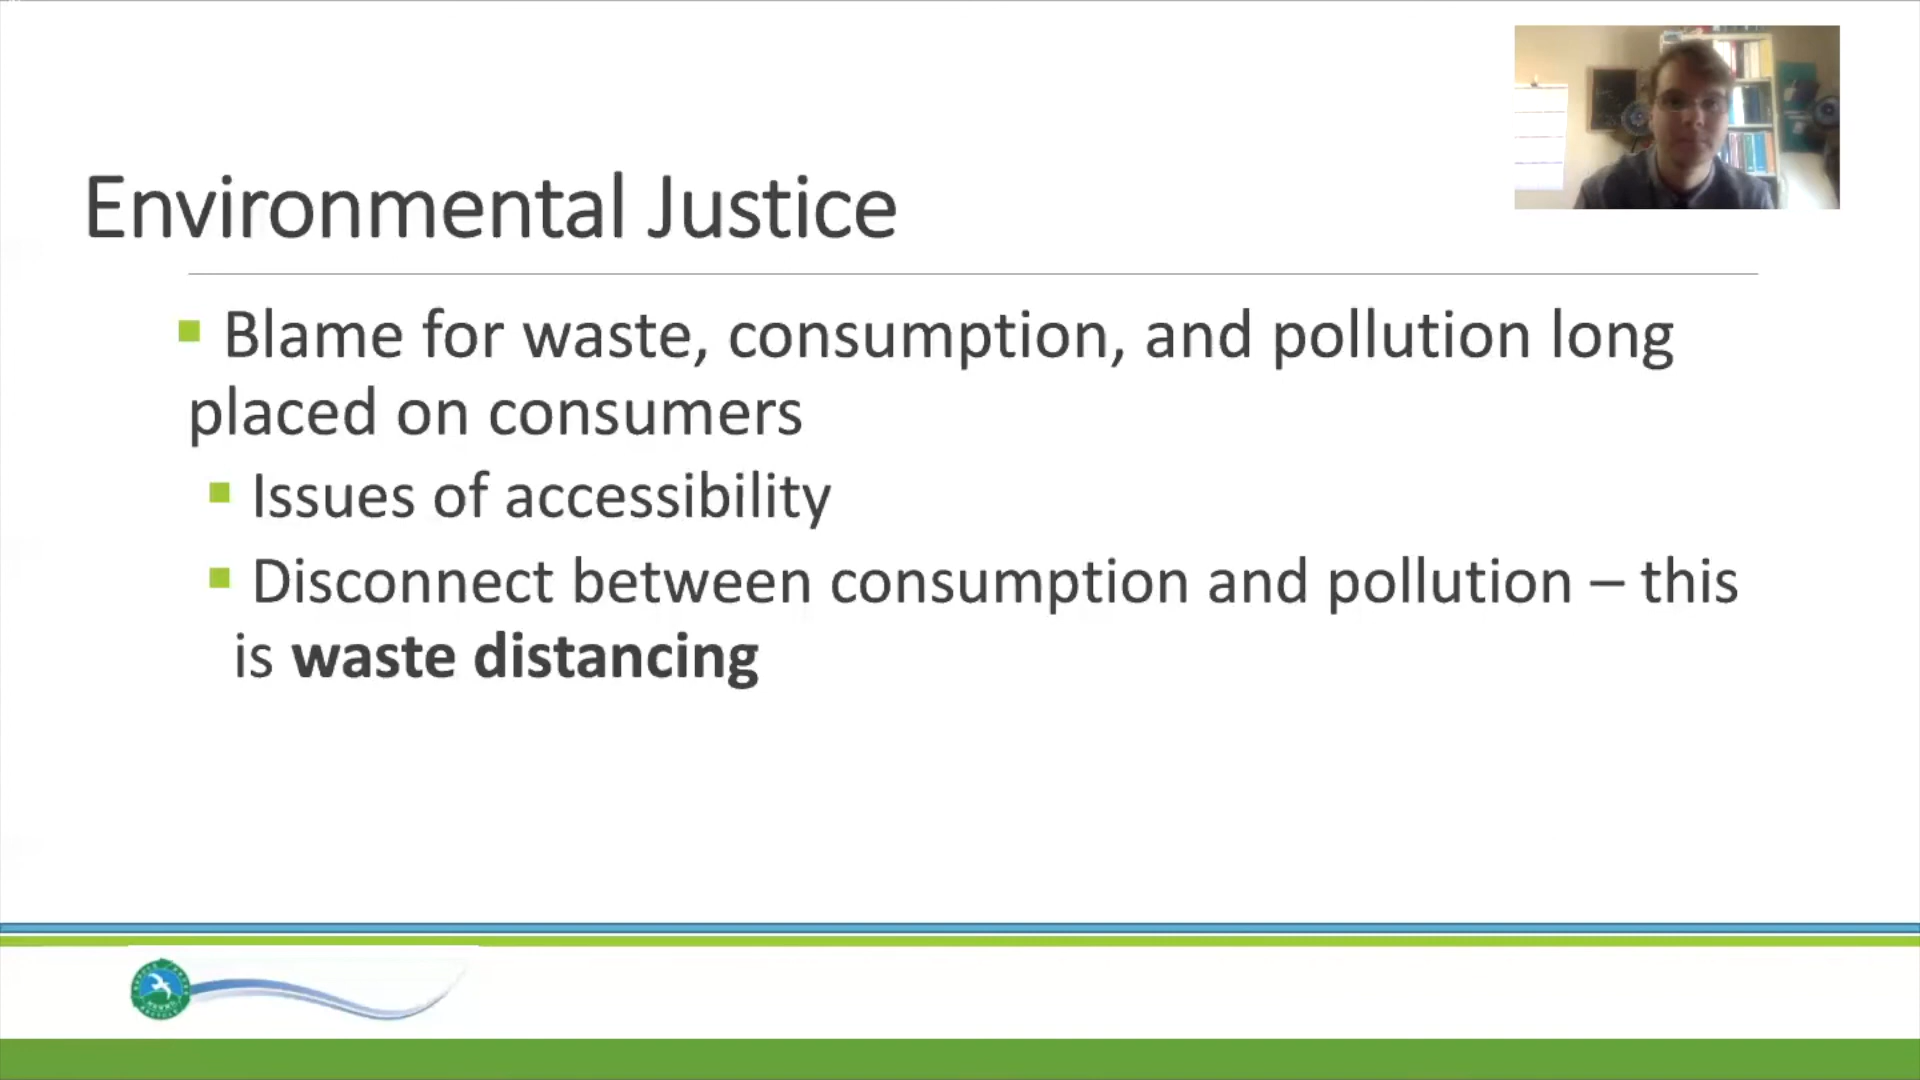 Environmental Justice
Blame for waste, consumption, and pollution long
placed on consumers
Issues of accessibility
Disconnect between consumption and pollution – this
is waste distancing